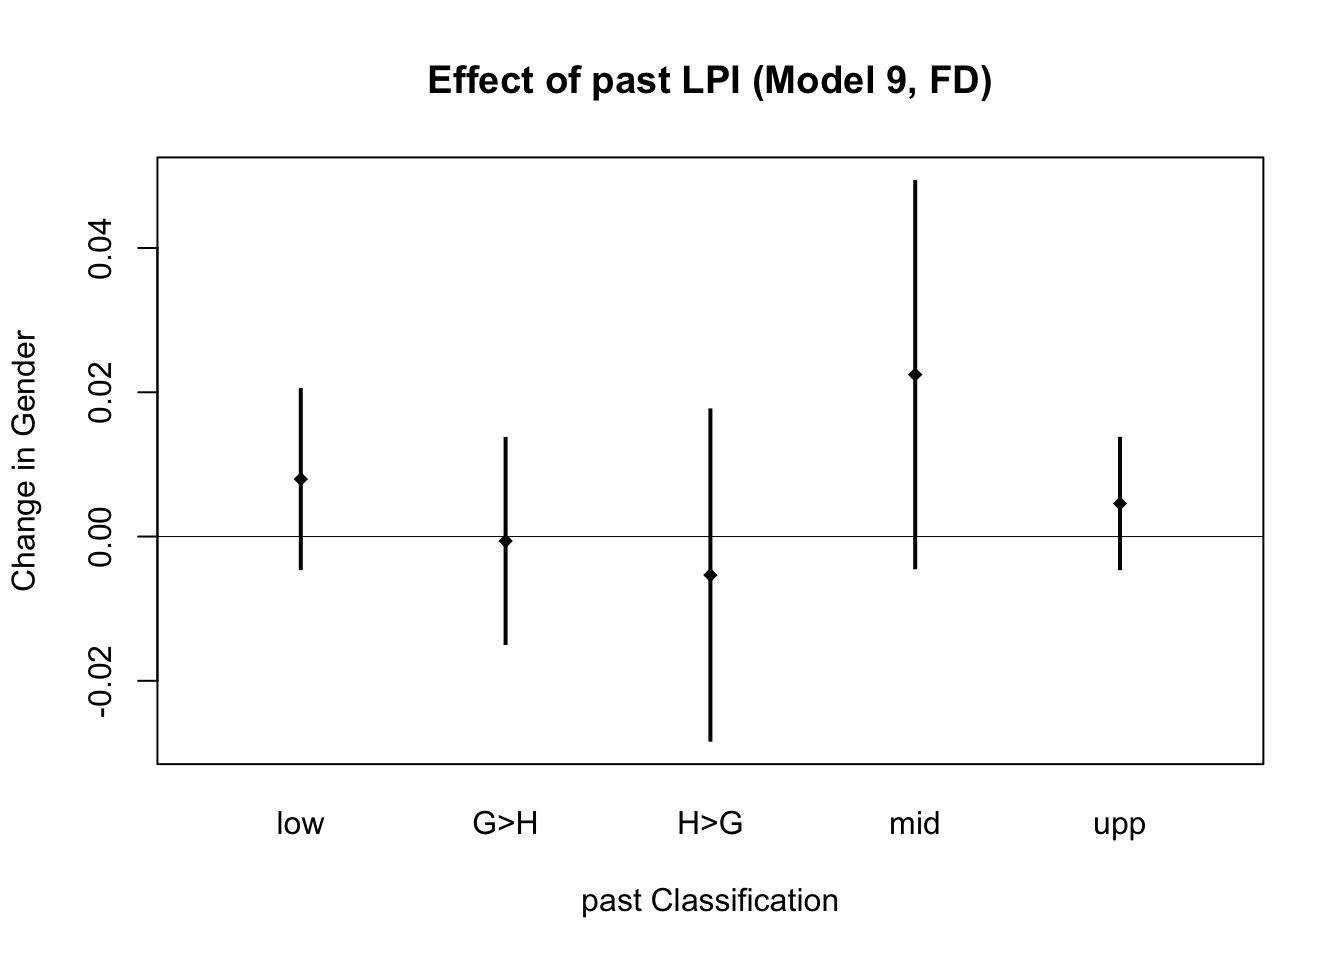 Effect of past LPI (Model 9, FD)
Change in Gender
0.04
0.02
0.00
-0.02
low G>H H>G mid upp
past Classification